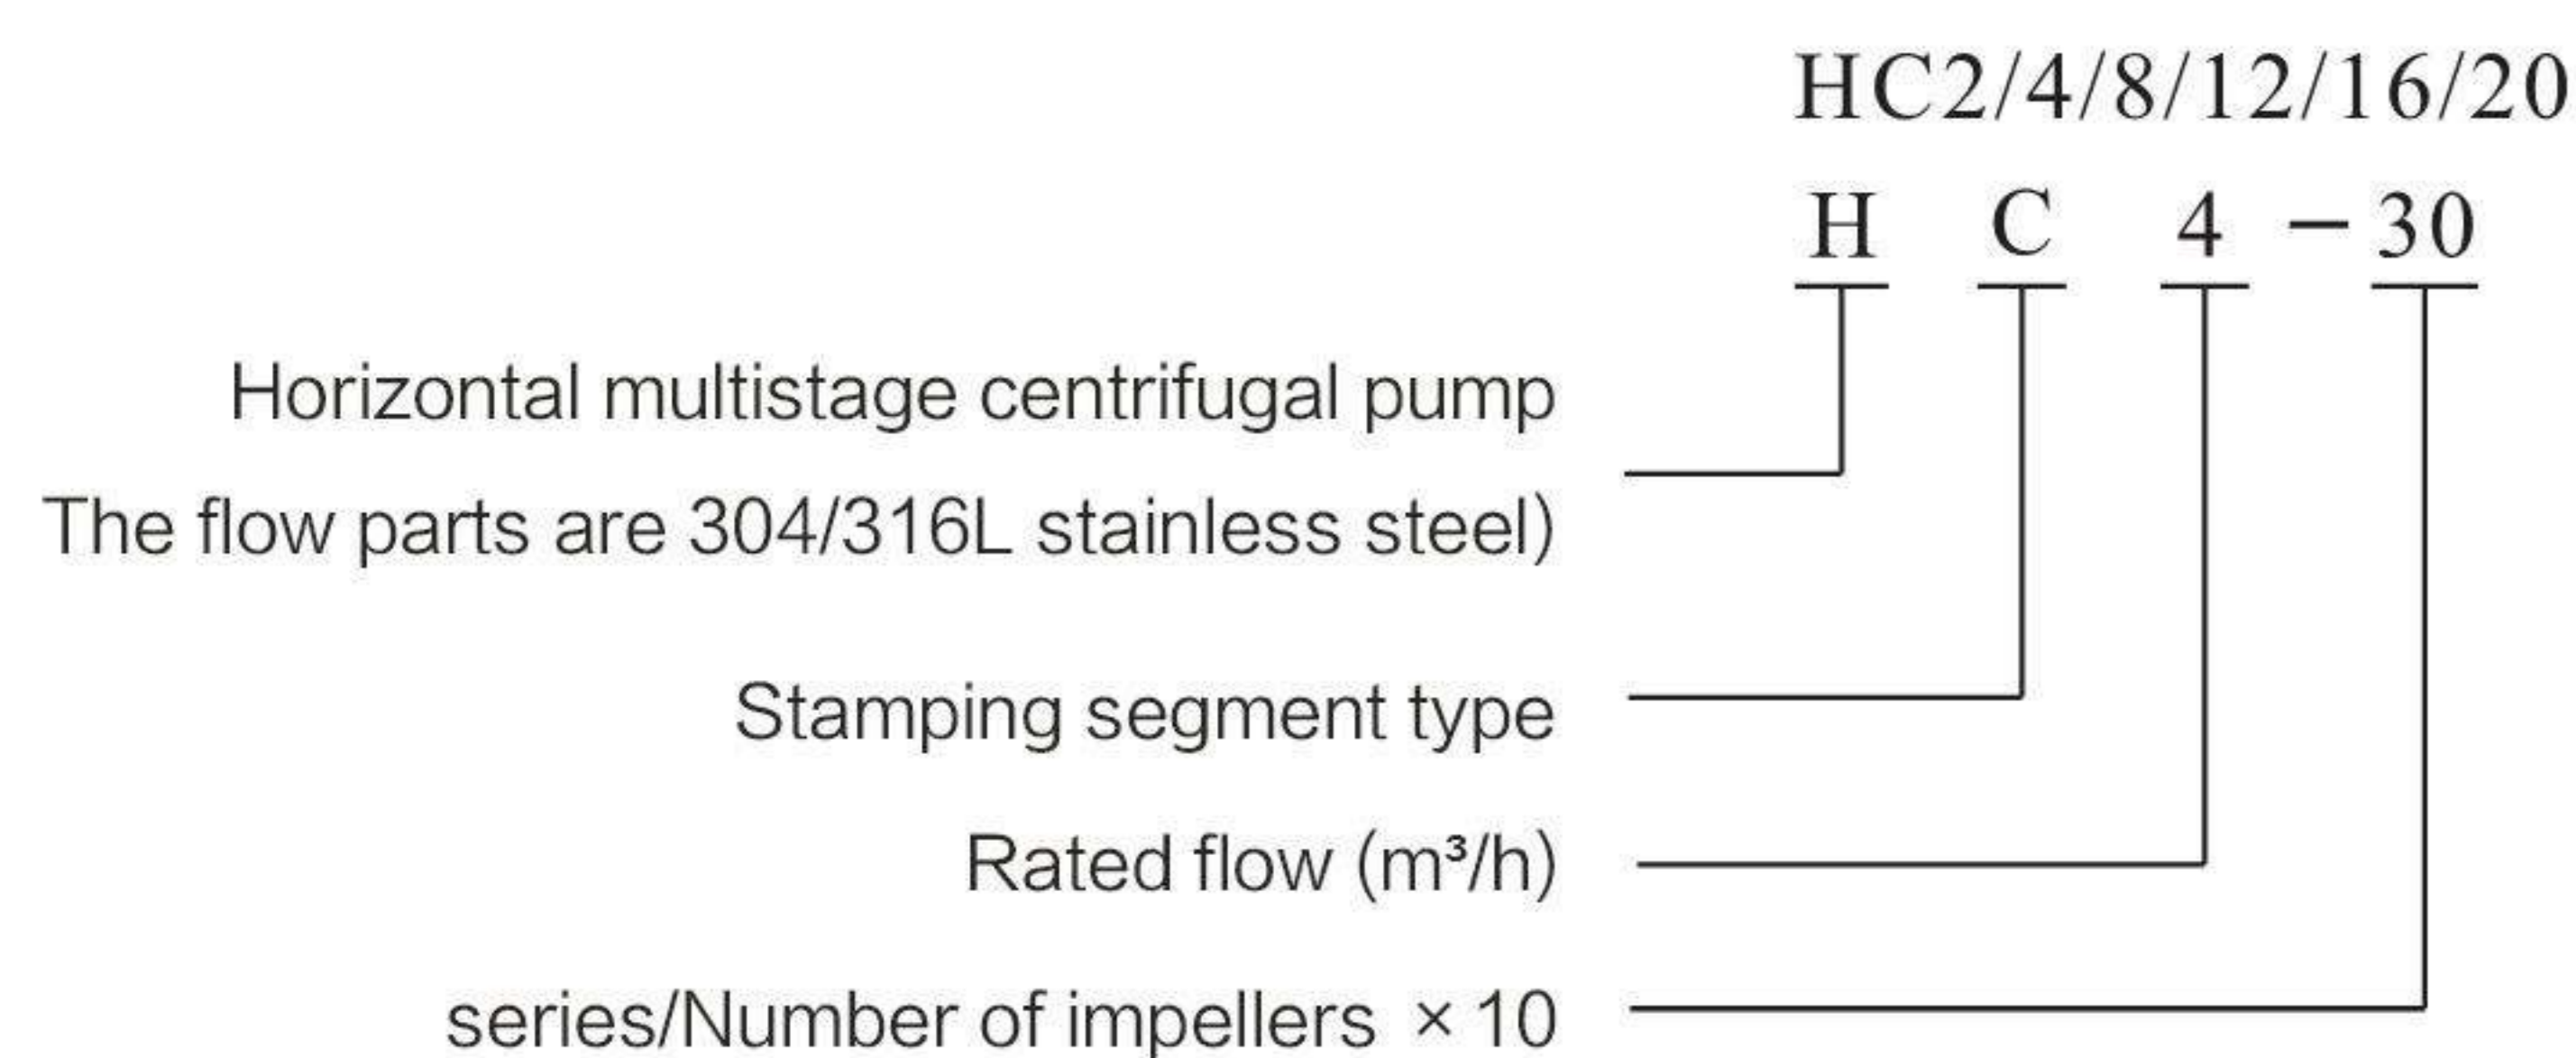 HC2/4/8/12/16/20
H C 4 - 30
Horizontal multistage centrifugal pump
The flow parts are 304/316L stainless steel)
Stamping segment type
Rated flow (m³/h)
series/Number of impellers × 10